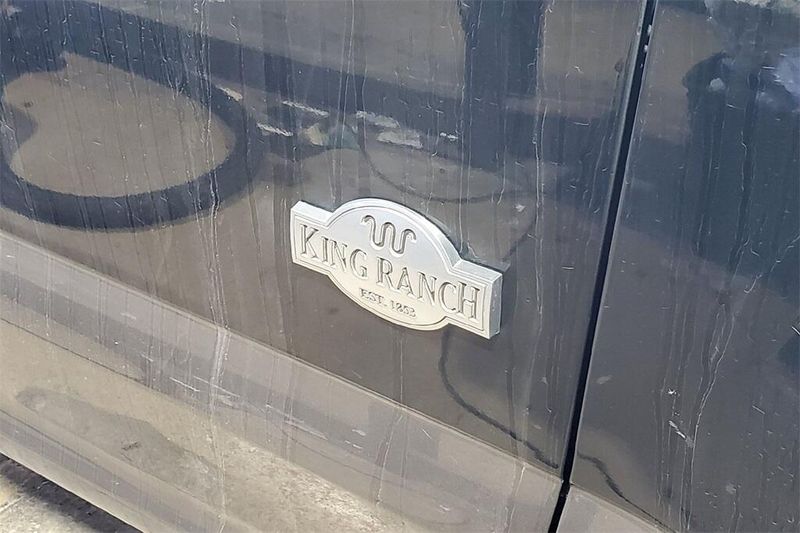 KING RANCH
EST. 1853